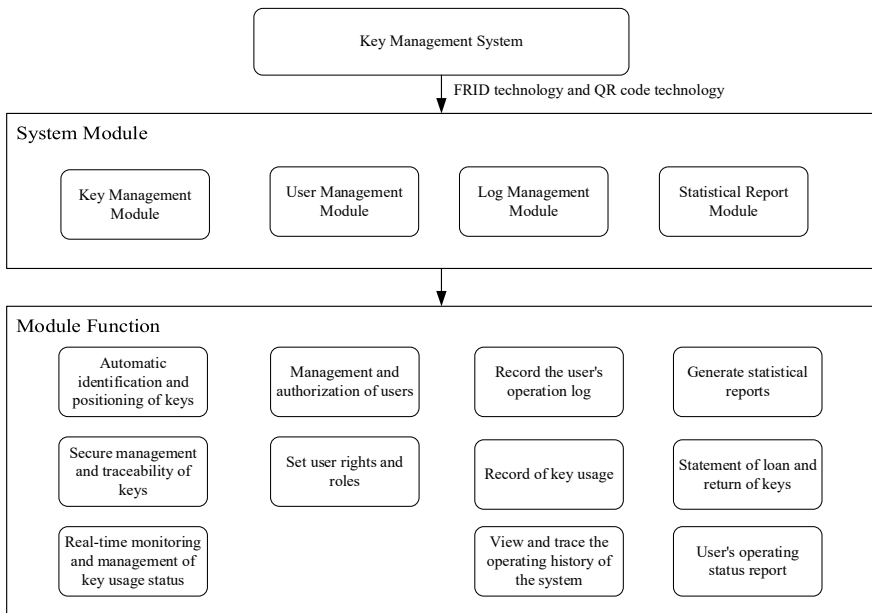 Key Management System
FRID technology and QR code technology
System Module
Key Management
Module
User Management
Module
Log Management
Module
Statistical Report
Module
Module Function
Automatic
identification and
positioning of keys
Management and
authorization of users
Record the user's
operation log
Generate statistical
reports
Secure management
and traceability of
keys
Set user rights and
roles
Record of key usage
Statement of loan and
return of keys
Real-time monitoring
and management of
key usage status
View and trace the
operating history of
the system
User's operating
status report